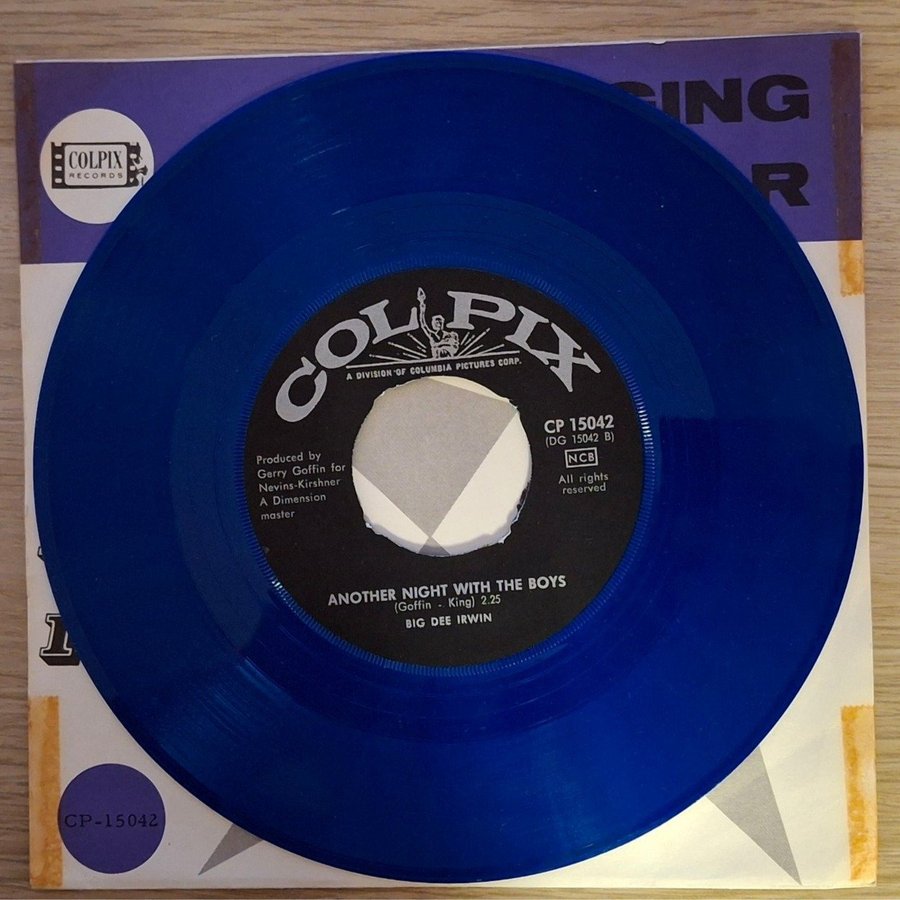 GING
R
COLPIX
RECORDS
COLPIX
A DIVISION OF COLUMBIA PICTURES CORP.
CP 15042
(DG 15042 B)
NCB
All rights
reserved
Produced by
Gerry Goffin for
Nevins-Kirshner
A Dimension
master
ANOTHER NIGHT WITH THE BOYS
(Goffin - King) 2.25
BIG DEE IRWIN
CP-15042